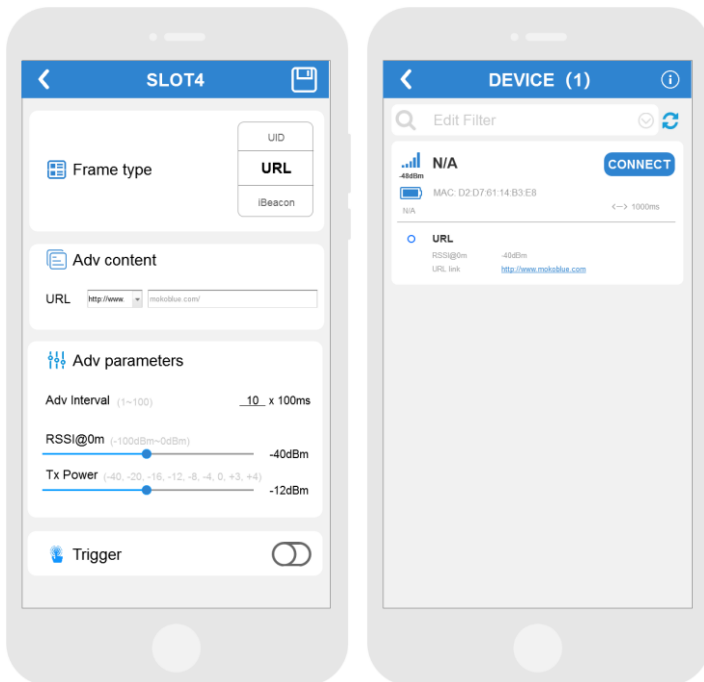 SLOT4
Frame type
UID
URL
iBeacon
Adv content
URL http://www. mokoblue.com/
Adv parameters
Adv Interval (1~100) 10 x 100ms
RSSI@0m (-100dBm~0dBm)
-40dBm
Tx Power (-40, -20, -16, -12, -8, -4, 0, +3, +4)
-12dBm
Trigger
DEVICE (1)
Edit Filter
-48dBm
N/A
CONNECT
MAC: D2:D7:61:14:B3:E8
N/A
<--> 1000ms
URL
RSSI@0m -40dBm
URL link http://www.mokoblue.com